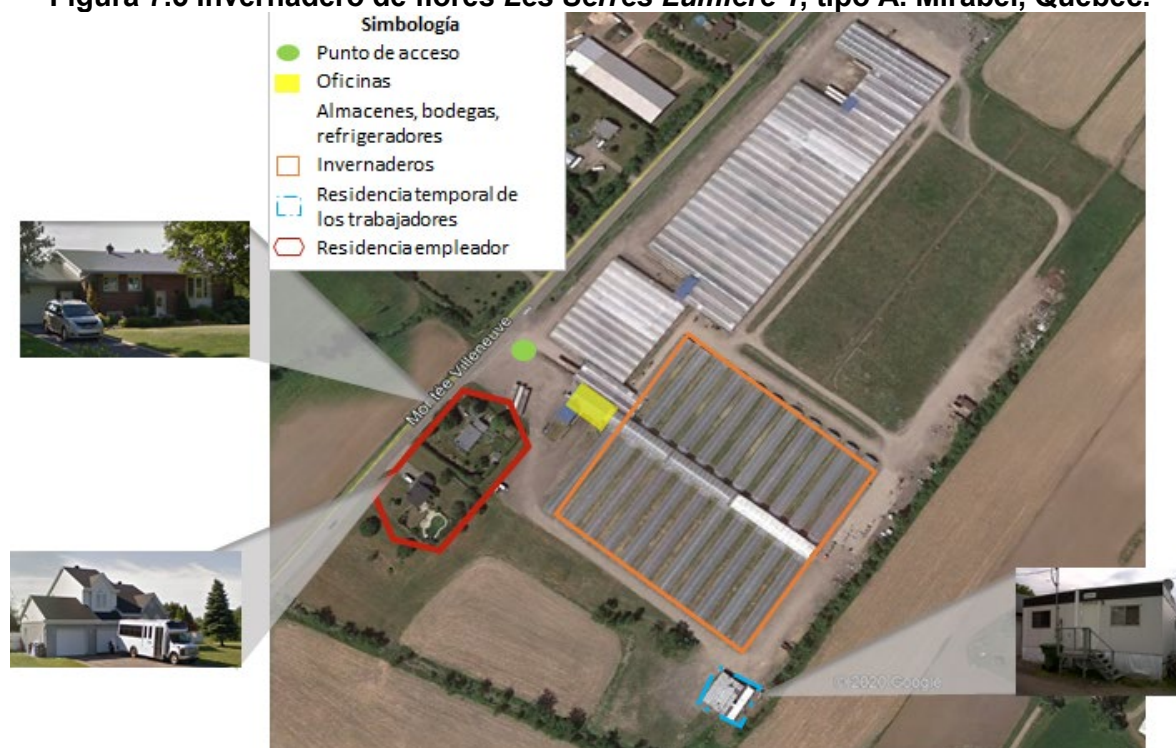 Figura 7.6 Invernadero de flores Les Serres Lumière 1, tipo A. Mirabel, Quebec.
Simbología
Punto de acceso
Oficinas
Almacenes, bodegas,
refrigeradores
Invernaderos
Residencia temporal de
los trabajadores
Residencia empleador
Montée Villeneuve
© 2020 Google